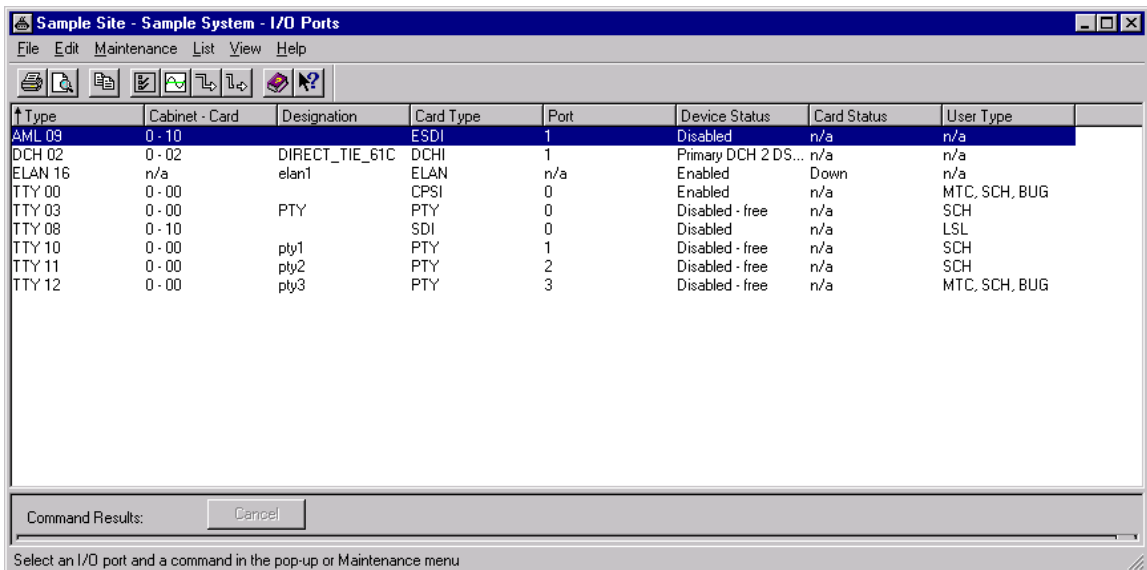 Sample Site - Sample System - I/O Ports
File Edit Maintenance List View Help
Type Cabinet - Card Designation Card Type Port Device Status Card Status User Type
AML 09 0 - 10 ESDI 1 Disabled n/a n/a
DCH 02 0 - 02 DIRECT_TIE_61C DCHI 1 Primary DCH 2 DS... n/a n/a
ELAN 16 n/a elan1 ELAN n/a Enabled Down n/a
TTY 00 0 - 00 CPSI 0 Enabled n/a MTC, SCH, BUG
TTY 03 0 - 00 PTY PTY 0 Disabled - free n/a SCH
TTY 08 0 - 10 SDI 0 Disabled n/a LSL
TTY 10 0 - 00 pty1 PTY 1 Disabled - free n/a SCH
TTY 11 0 - 00 pty2 PTY 2 Disabled - free n/a SCH
TTY 12 0 - 00 pty3 PTY 3 Disabled - free n/a MTC, SCH, BUG
Command Results: Cancel
Select an I/O port and a command in the pop-up or Maintenance menu